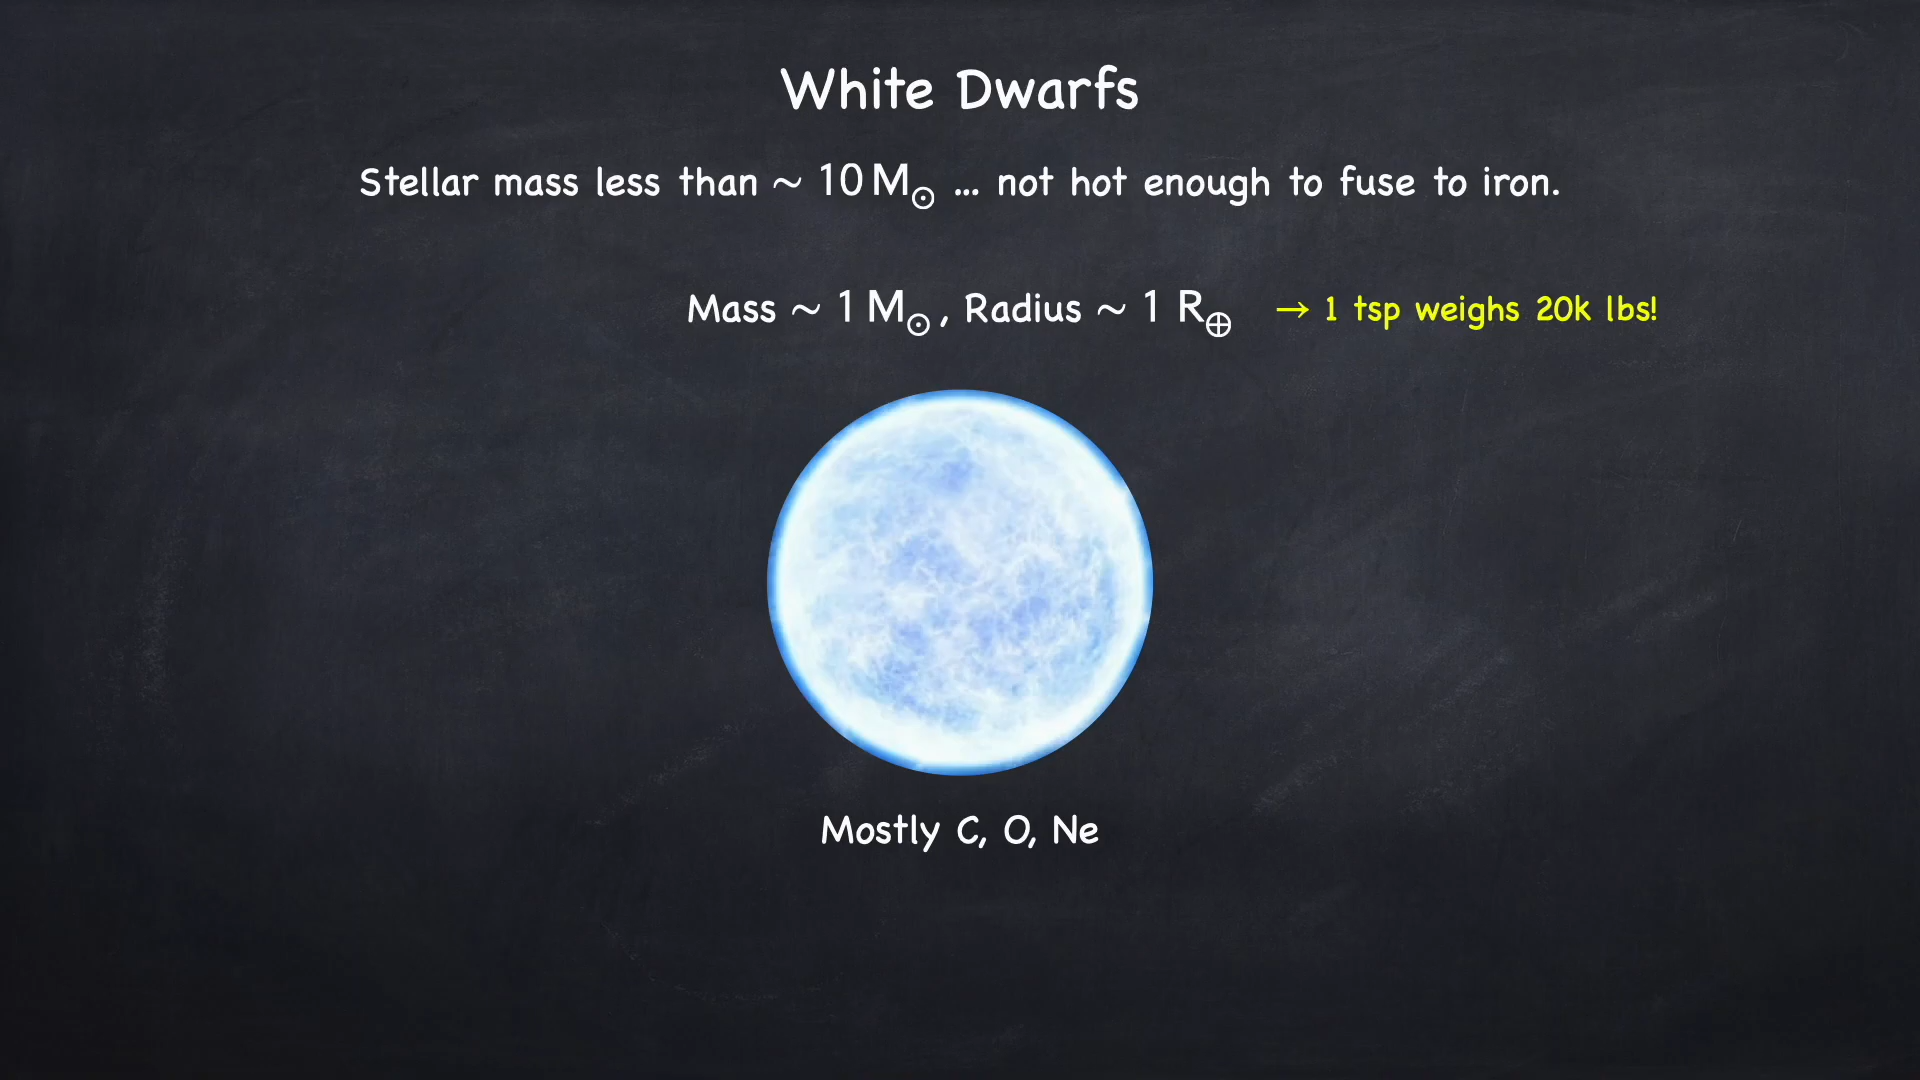 White Dwarfs
Stellar mass less than ~ 10 M☉ ... not hot enough to fuse to iron.
Mass ~ 1 M☉, Radius ~ 1 R⊕ → 1 tsp weighs 20k lbs!
Mostly C, O, Ne